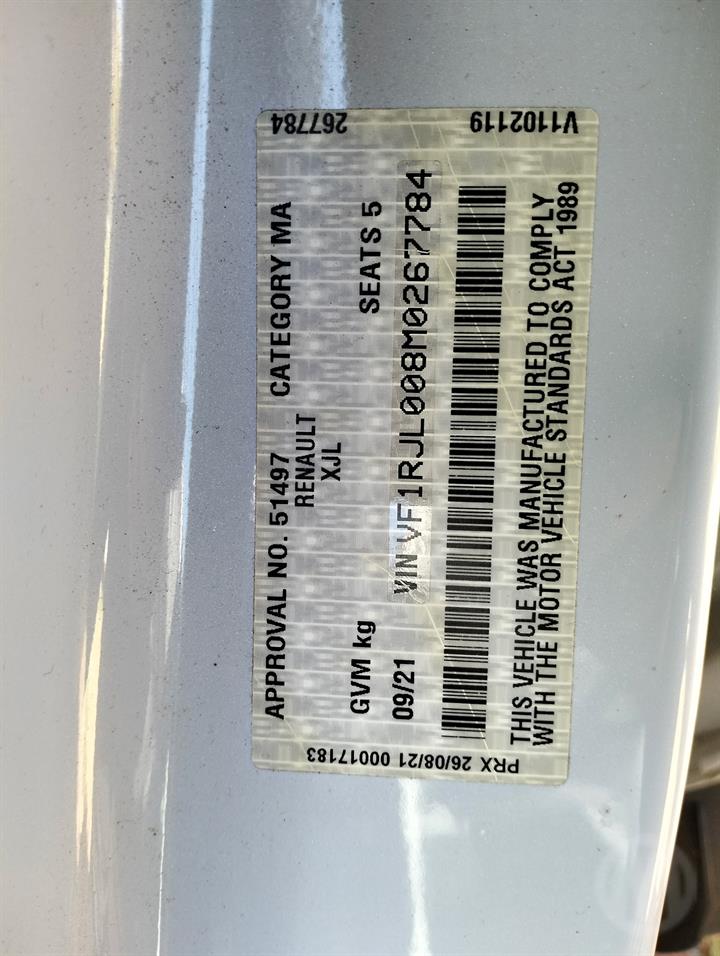 267784
V1102119
APPROVAL NO. 51497 CATEGORY MA
RENAULT
XJL
GVM kg SEATS 5
09/21 VIN VF1RJL008M0267784
THIS VEHICLE WAS MANUFACTURED TO COMPLY
WITH THE MOTOR VEHICLE STANDARDS ACT 1989
PRX 26/08/21 00017183